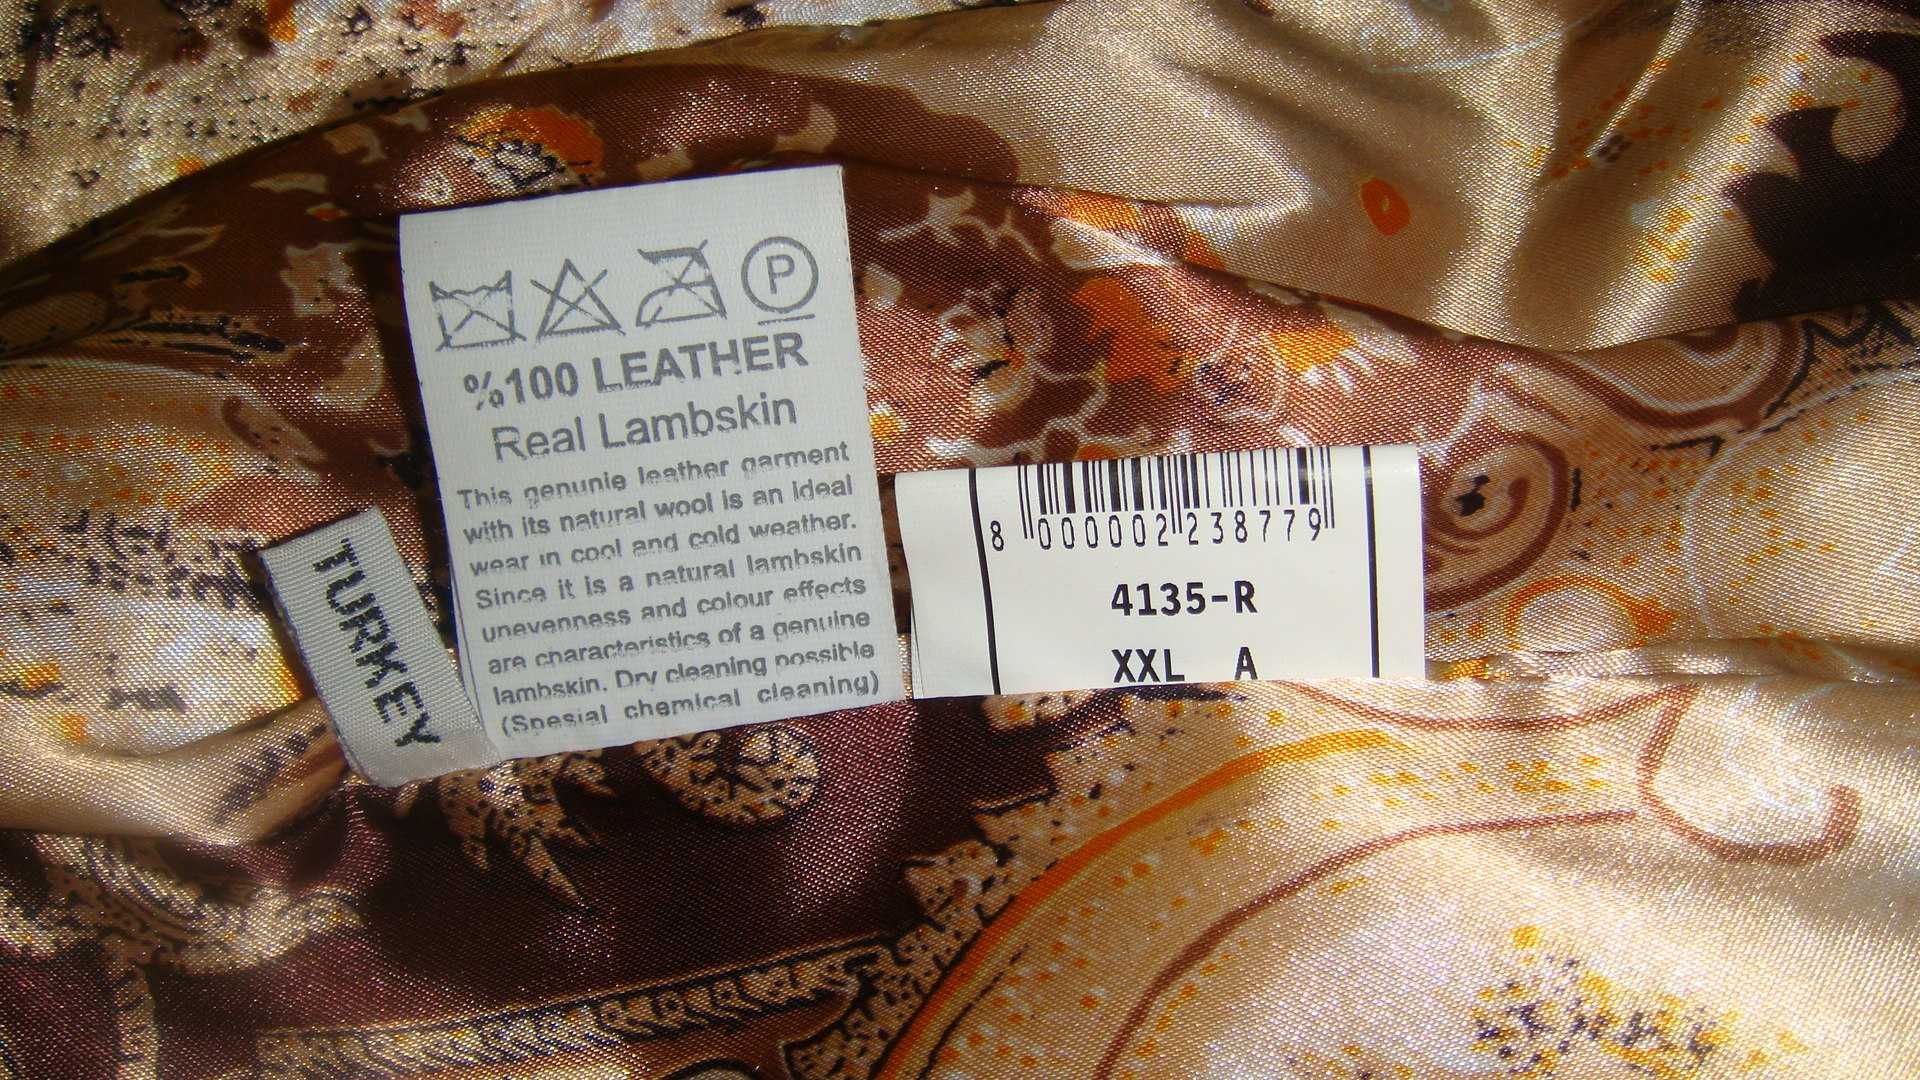 P
%100 LEATHER
Real Lambskin
This genunie leather garment
with its natural wool is an ideal
wear in cool and cold weather.
Since it is a natural lambskin
unevenness and colour effects
are characteristics of a genuine
lambskin. Dry cleaning possible
(Spesial chemical cleaning)
TURKEY
8 000002 238779
4135-R
XXL A